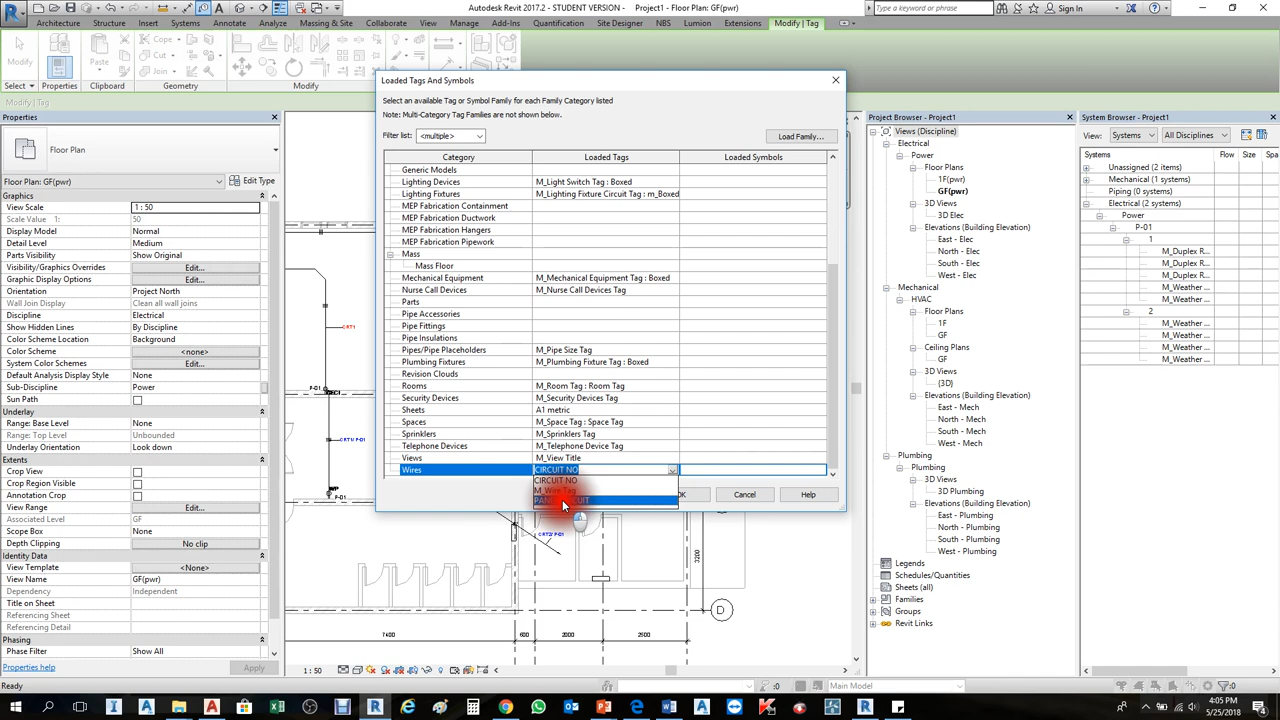 Autodesk Revit 2017.2 - STUDENT VERSION - Project1 - Floor Plan: GF(pwr)
Type a keyword or phrase
Sign In
Architecture Structure Insert Systems Annotate Analyze Massing & Site Collaborate View Manage Add-Ins Quantification Site Designer NBS Lumion Extensions Modify | Tag
Modify
Paste
Cope
Cut
Join
Select Properties Clipboard Geometry Modify
Modify | Tag
Properties
Floor Plan
Floor Plan: GF(pwr) Edit Type
Graphics
View Scale 1 : 50
Scale Value 1: 50
Display Model Normal
Detail Level Medium
Parts Visibility Show Original
Visibility/Graphics Overrides Edit...
Graphic Display Options Edit...
Orientation Project North
Wall Join Display Clean all wall joins
Discipline Electrical
Show Hidden Lines By Discipline
Color Scheme Location Background
Color Scheme <none>
System Color Schemes Edit...
Default Analysis Display Style None
Sub-Discipline Power
Sun Path
Underlay
Range: Base Level None
Range: Top Level Unbounded
Underlay Orientation Look down
Extents
Crop View
Crop Region Visible
Annotation Crop
View Range Edit...
Associated Level GF
Scope Box None
Depth Clipping No clip
Identity Data
View Template <None>
View Name GF(pwr)
Dependency Independent
Title on Sheet
Referencing Sheet
Referencing Detail
Phasing
Phase Filter Show All
Properties help Apply
Loaded Tags And Symbols
Select an available Tag or Symbol Family for each Family Category listed
Note: Multi-Category Tag Families are not shown below.
Filter list: <multiple> Load Family...
Category Loaded Tags Loaded Symbols
Generic Models
Lighting Devices M_Light Switch Tag : Boxed
Lighting Fixtures M_Lighting Fixture Circuit Tag : m_Boxed
MEP Fabrication Containment
MEP Fabrication Ductwork
MEP Fabrication Hangers
MEP Fabrication Pipework
Mass
Mass Floor
Mechanical Equipment M_Mechanical Equipment Tag : Boxed
Nurse Call Devices M_Nurse Call Devices Tag
Parts
Pipe Accessories
Pipe Fittings
Pipe Insulations
Pipes/Pipe Placeholders M_Pipe Size Tag
Plumbing Fixtures M_Plumbing Fixture Tag : Boxed
Revision Clouds
Rooms M_Room Tag : Room Tag
Security Devices M_Security Devices Tag
Sheets A1 metric
Spaces M_Space Tag : Space Tag
Sprinklers M_Sprinklers Tag
Telephone Devices M_Telephone Device Tag
Views M_View Title
Wires CIRCUIT NO
CIRCUIT NO
M_Wire Tag
OK Cancel Help
CRT1
P-01
CRT1/ P-01
CRT2/ P-01
3200
D
7400 600 2000 2500
1 : 50
Project Browser - Project1
Views (Discipline)
Electrical
Power
Floor Plans
1F(pwr)
GF(pwr)
3D Views
3D Elec
Elevations (Building Elevation)
East - Elec
North - Elec
South - Elec
West - Elec
Mechanical
HVAC
Floor Plans
1F
GF
Ceiling Plans
3D Views
{3D}
Elevations (Building Elevation)
East - Mech
North - Mech
South - Mech
West - Mech
Plumbing
Plumbing
Floor Plans
3D Views
3D Plumbing
Elevations (Building Elevation)
East - Plumbing
North - Plumbing
South - Plumbing
West - Plumbing
Legends
Schedules/Quantities
Sheets (all)
Families
Groups
Revit Links
System Browser - Project1
View: Systems All Disciplines
Systems Flow Size Spa
Unassigned (2 items)
Mechanical (1 systems)
Piping (0 systems)
Electrical (2 systems)
Power
P-01
1
M_Duplex R...
M_Duplex R...
M_Weather ...
M_Weather ...
2
M_Weather ...
M_Weather ...
M_Weather ...
M_Weather ...
Ready
:0
Main Model
:0
4:05 PM
5/25/2018